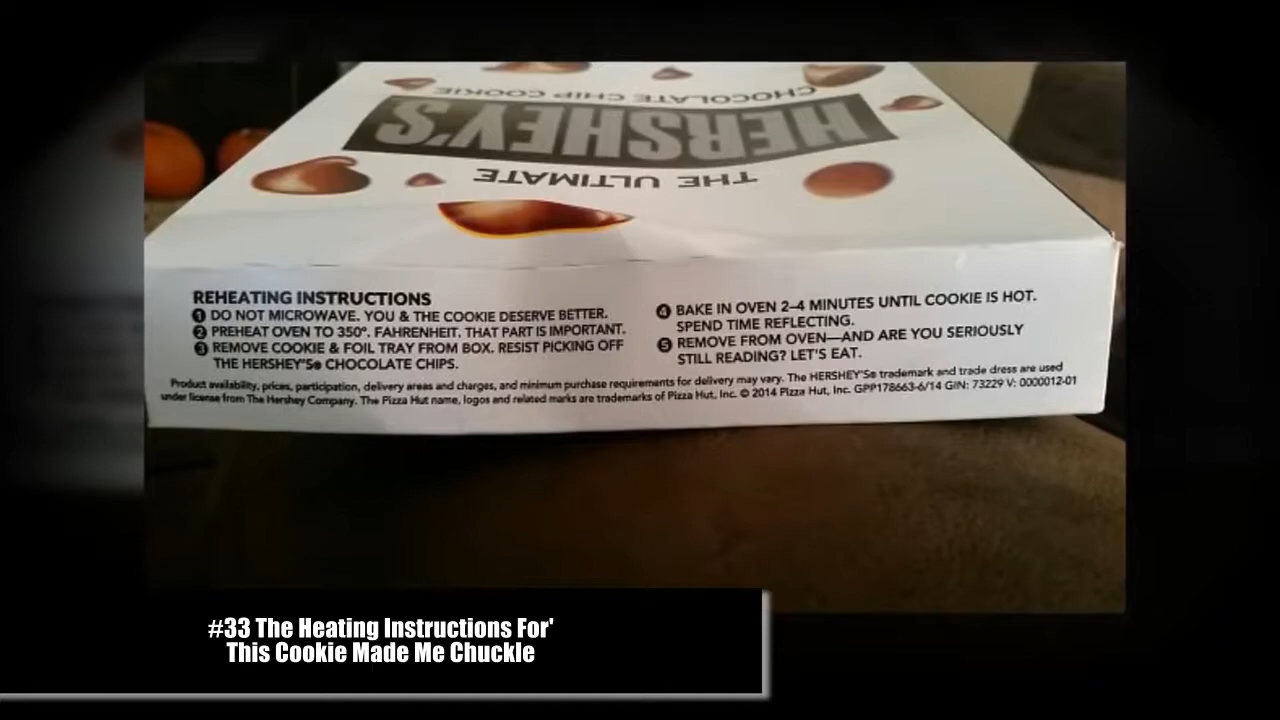 CHOCOLATE CHIP COOKIE
HERSHEY'S
THE ULTIMATE
REHEATING INSTRUCTIONS
1 DO NOT MICROWAVE. YOU & THE COOKIE DESERVE BETTER.
2 PREHEAT OVEN TO 350°. FAHRENHEIT. THAT PART IS IMPORTANT.
3 REMOVE COOKIE & FOIL TRAY FROM BOX. RESIST PICKING OFF
THE HERSHEY'S® CHOCOLATE CHIPS.
4 BAKE IN OVEN 2–4 MINUTES UNTIL COOKIE IS HOT.
SPEND TIME REFLECTING.
5 REMOVE FROM OVEN—AND ARE YOU SERIOUSLY
STILL READING? LET'S EAT.
Product availability, prices, participation, delivery areas and charges, and minimum purchase requirements for delivery may vary. The HERSHEY'S® trademark and trade dress are used
under license from The Hershey Company. The Pizza Hut name, logos and related marks are trademarks of Pizza Hut, Inc. © 2014 Pizza Hut, Inc. GPP178663-6/14 GIN: 73229 V: 0000012-01
#33 The Heating Instructions For'
This Cookie Made Me Chuckle